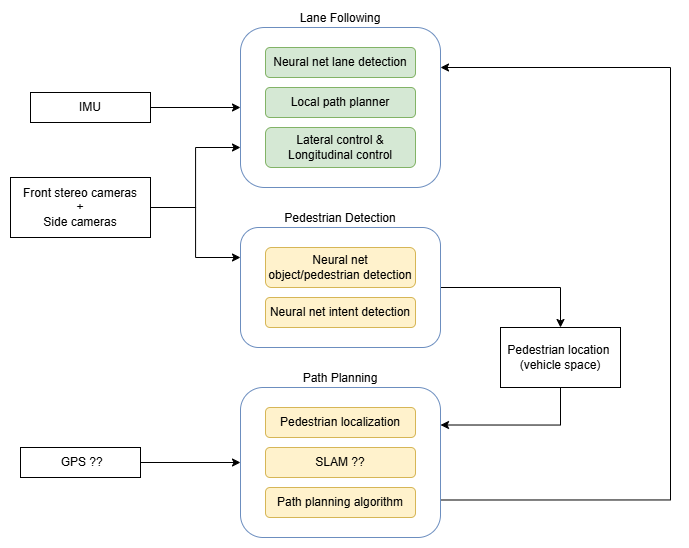 Lane Following
Neural net lane detection
Local path planner
Lateral control &
Longitudinal control
IMU
Front stereo cameras
+
Side cameras
Pedestrian Detection
Neural net
object/pedestrian detection
Neural net intent detection
Pedestrian location
(vehicle space)
Path Planning
Pedestrian localization
SLAM ??
Path planning algorithm
GPS ??